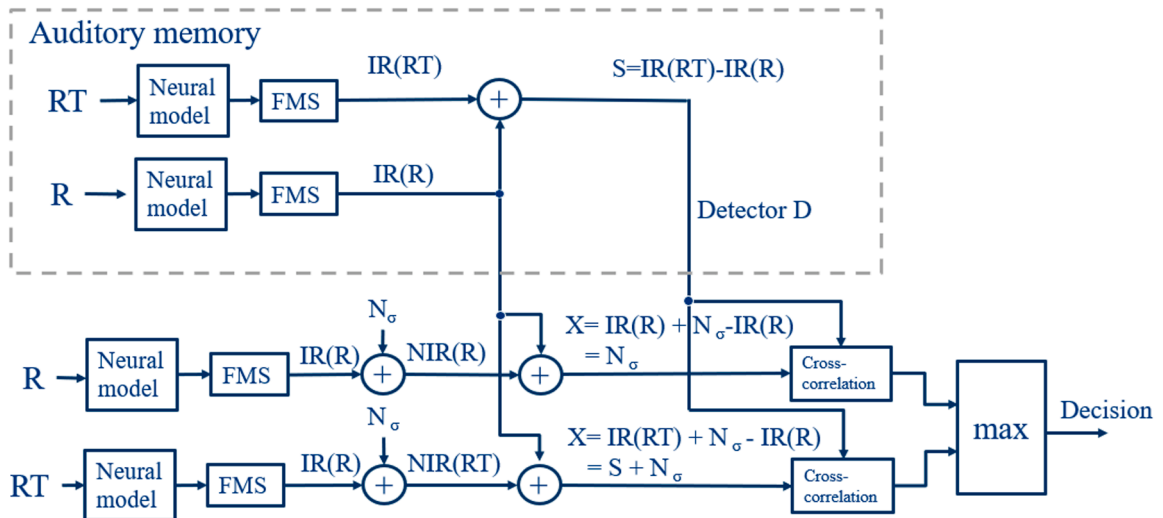 Auditory memory
RT
Neural
model
FMS
IR(RT)
+
S=IR(RT)-IR(R)
R
Neural
model
FMS
IR(R)
Detector D
R
Neural
model
FMS
IR(R)
Nσ
+
NIR(R)
+
X= IR(R) + Nσ-IR(R)
= Nσ
Cross-
correlation
RT
Neural
model
FMS
IR(R)
Nσ
+
NIR(RT)
+
X= IR(RT) + Nσ - IR(R)
= S + Nσ
Cross-
correlation
max
Decision